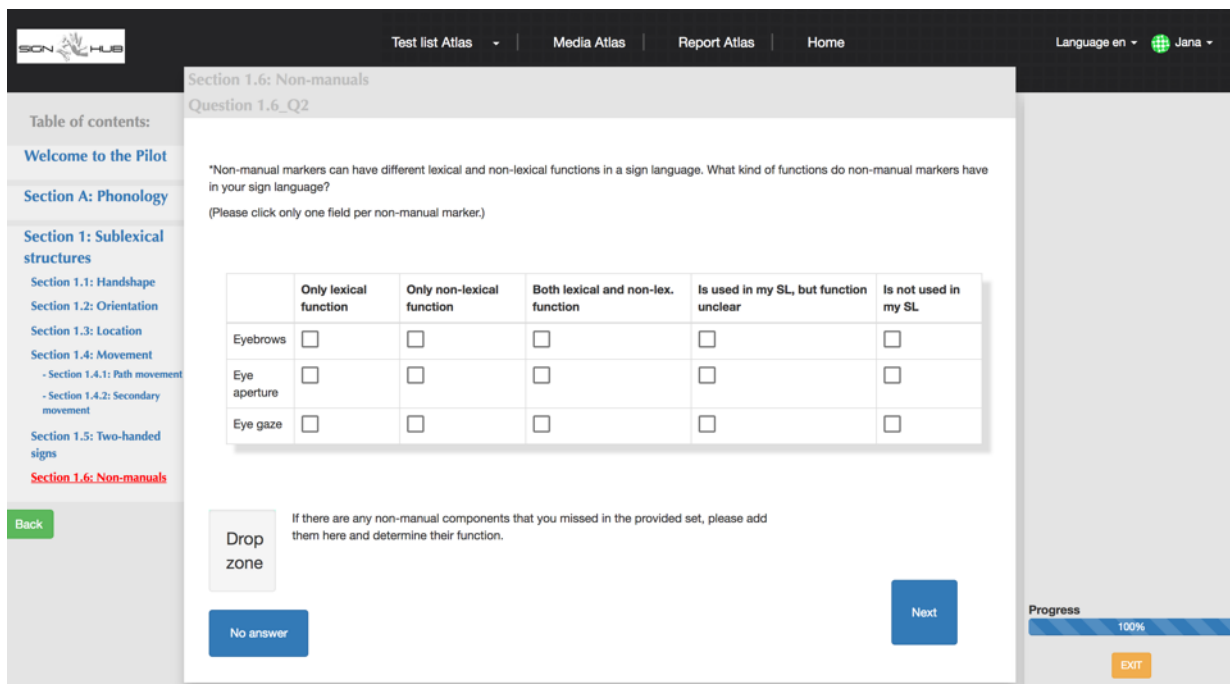 SIGN HUB
Test list Atlas
Media Atlas
Report Atlas
Home
Language en
Jana
Table of contents:
Welcome to the Pilot
Section A: Phonology
Section 1: Sublexical
structures
Section 1.1: Handshape
Section 1.2: Orientation
Section 1.3: Location
Section 1.4: Movement
- Section 1.4.1: Path movement
- Section 1.4.2: Secondary
movement
Section 1.5: Two-handed
signs
Section 1.6: Non-manuals
Back
Section 1.6: Non-manuals
Question 1.6_Q2
*Non-manual markers can have different lexical and non-lexical functions in a sign language. What kind of functions do non-manual markers have
in your sign language?
(Please click only one field per non-manual marker.)
Only lexical
function
Only non-lexical
function
Both lexical and non-lex.
function
Is used in my SL, but function
unclear
Is not used in
my SL
Eyebrows
Eye
aperture
Eye gaze
Drop
zone
If there are any non-manual components that you missed in the provided set, please add
them here and determine their function.
No answer
Next
Progress
100%
EXIT